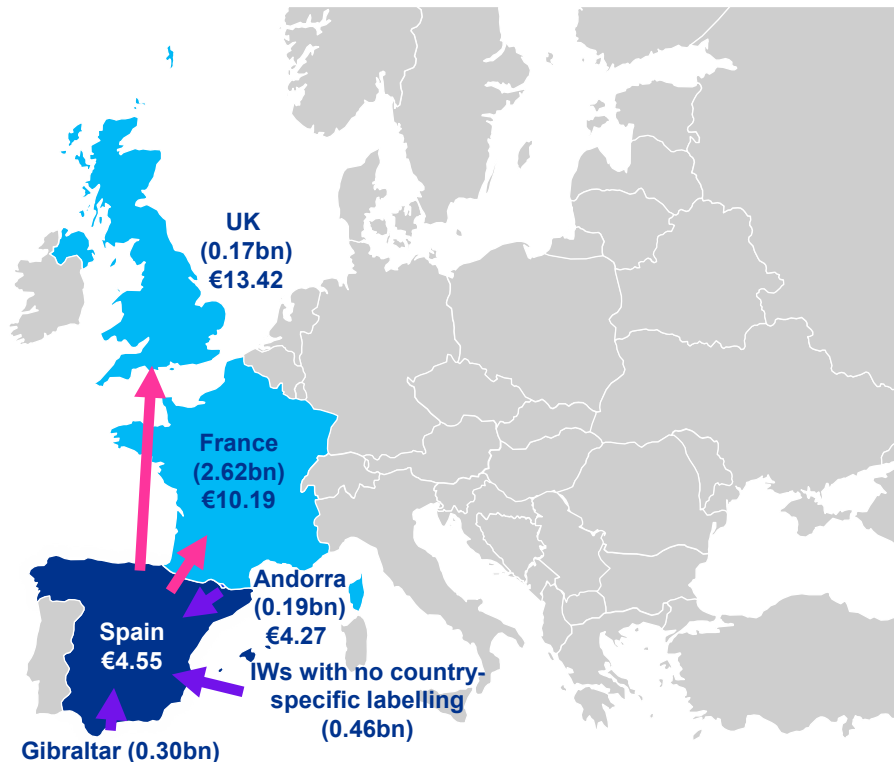 UK
(0.17bn)
€13.42
France
(2.62bn)
€10.19
Andorra
(0.19bn)
€4.27
Spain
€4.55
IWs with no country-
specific labelling
(0.46bn)
Gibraltar (0.30bn)